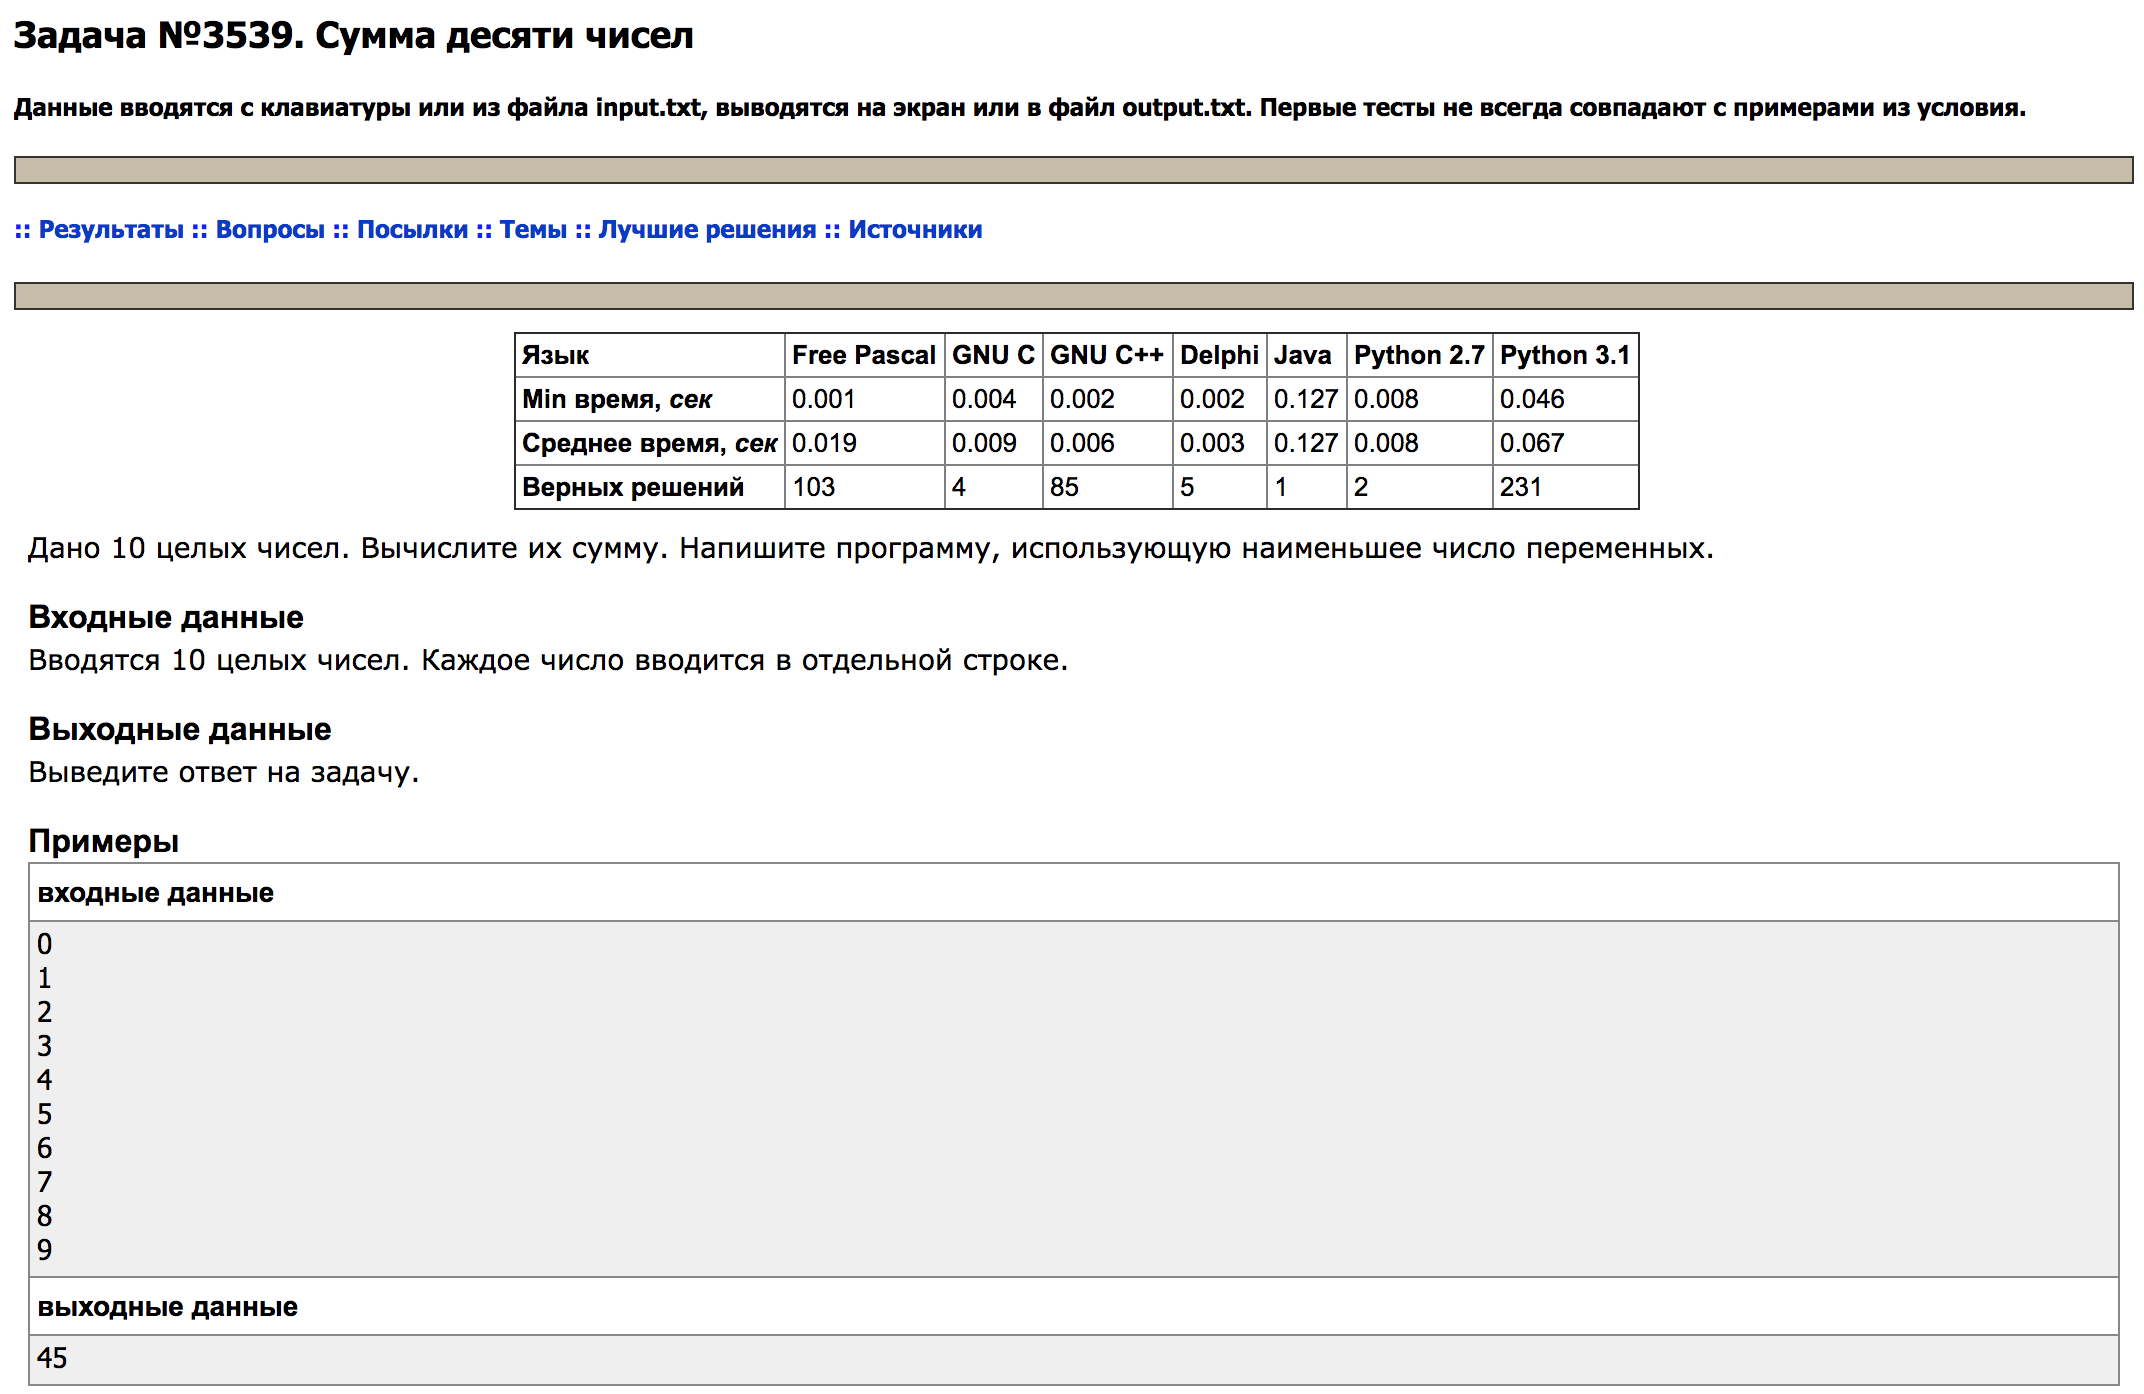 Задача №3539. Сумма десяти чисел
Данные вводятся с клавиатуры или из файла input.txt, выводятся на экран или в файл output.txt. Первые тесты не всегда совпадают с примерами из условия.
:: Результаты :: Вопросы :: Посылки :: Темы :: Лучшие решения :: Источники
Язык Free Pascal GNU C GNU C++ Delphi Java Python 2.7 Python 3.1
Min время, сек 0.001 0.004 0.002 0.002 0.127 0.008 0.046
Среднее время, сек 0.019 0.009 0.006 0.003 0.127 0.008 0.067
Верных решений 103 4 85 5 1 2 231
Дано 10 целых чисел. Вычислите их сумму. Напишите программу, использующую наименьшее число переменных.
Входные данные
Вводятся 10 целых чисел. Каждое число вводится в отдельной строке.
Выходные данные
Выведите ответ на задачу.
Примеры
входные данные
0
1
2
3
4
5
6
7
8
9
выходные данные
45